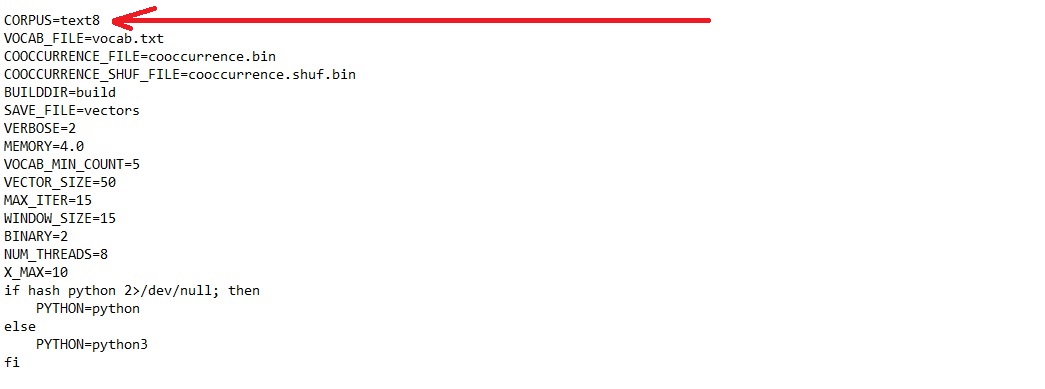 CORPUS=text8
VOCAB_FILE=vocab.txt
COOCCURRENCE_FILE=cooccurrence.bin
COOCCURRENCE_SHUF_FILE=cooccurrence.shuf.bin
BUILDDIR=build
SAVE_FILE=vectors
VERBOSE=2
MEMORY=4.0
VOCAB_MIN_COUNT=5
VECTOR_SIZE=50
MAX_ITER=15
WINDOW_SIZE=15
BINARY=2
NUM_THREADS=8
X_MAX=10
if hash python 2>/dev/null; then
    PYTHON=python
else
    PYTHON=python3
fi